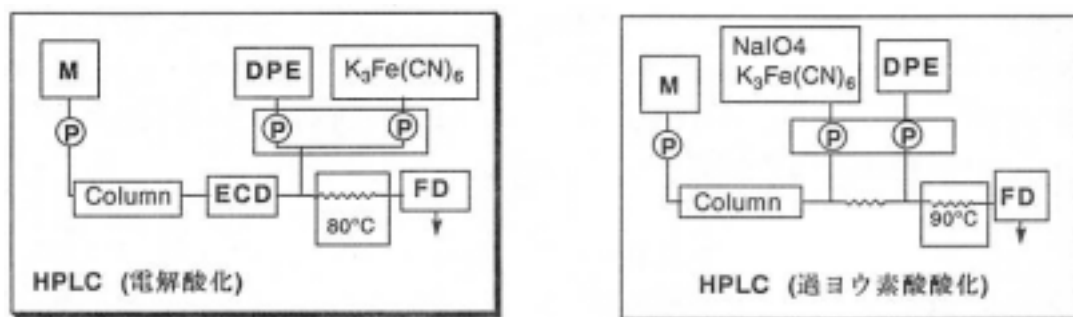 M
DPE
K₃Fe(CN)₆
P
P
P
Column
ECD
80°C
FD
HPLC (電解酸化)
M
NaIO4
K₃Fe(CN)₆
DPE
P
P
P
Column
90°C
FD
HPLC (過ヨウ素酸酸化)